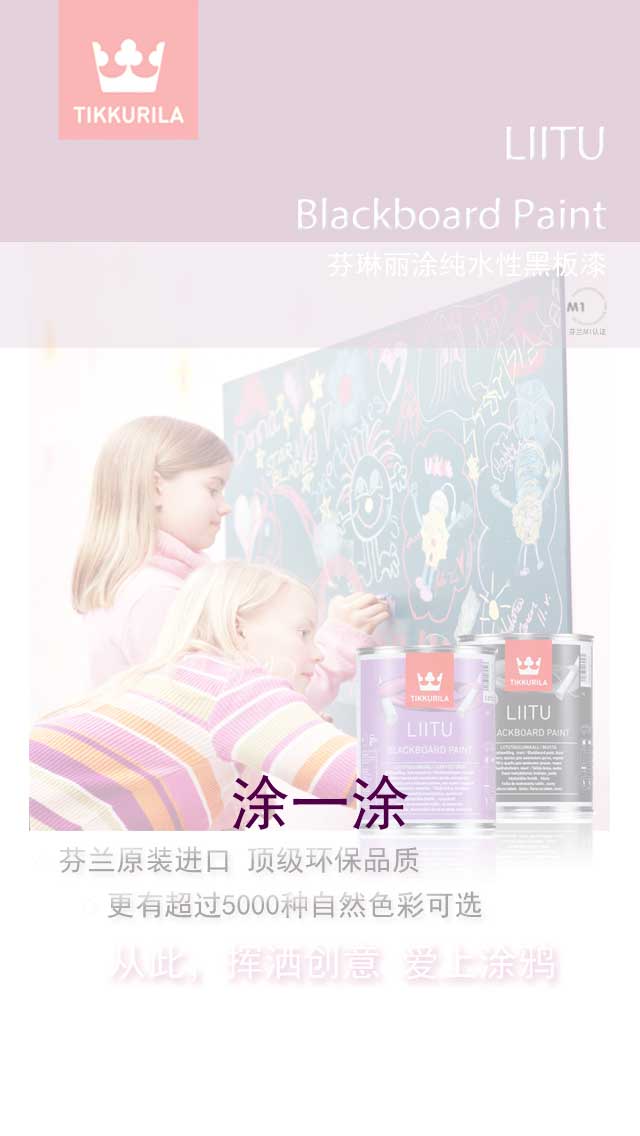 TIKKURILA
LIITU
Blackboard Paint
芬琳丽涂纯水性黑板漆
M1
芬兰M1认证
TIKKURILA
LIITU
BLACKBOARD PAINT
TIKKURILA
LIITU
BLACKBOARD PAINT
涂一涂
芬兰原装进口 顶级环保品质
更有超过5000种自然色彩可选
从此，挥洒创意 爱上涂鸦